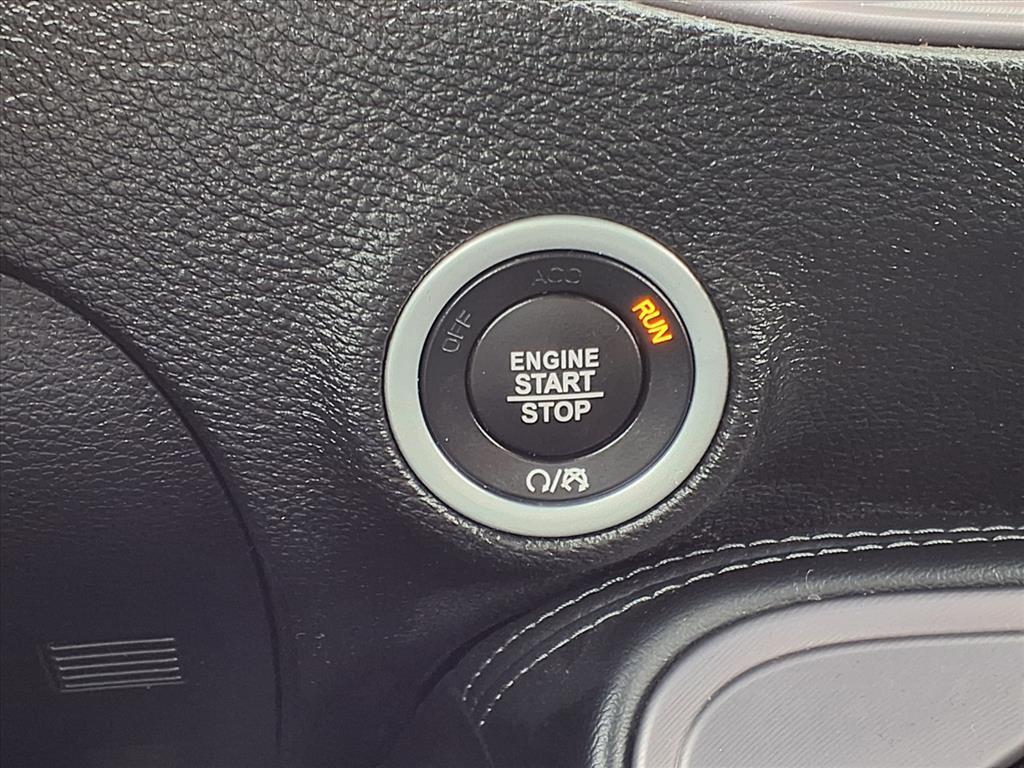 ACC
OFF
RUN
ENGINE
START
STOP